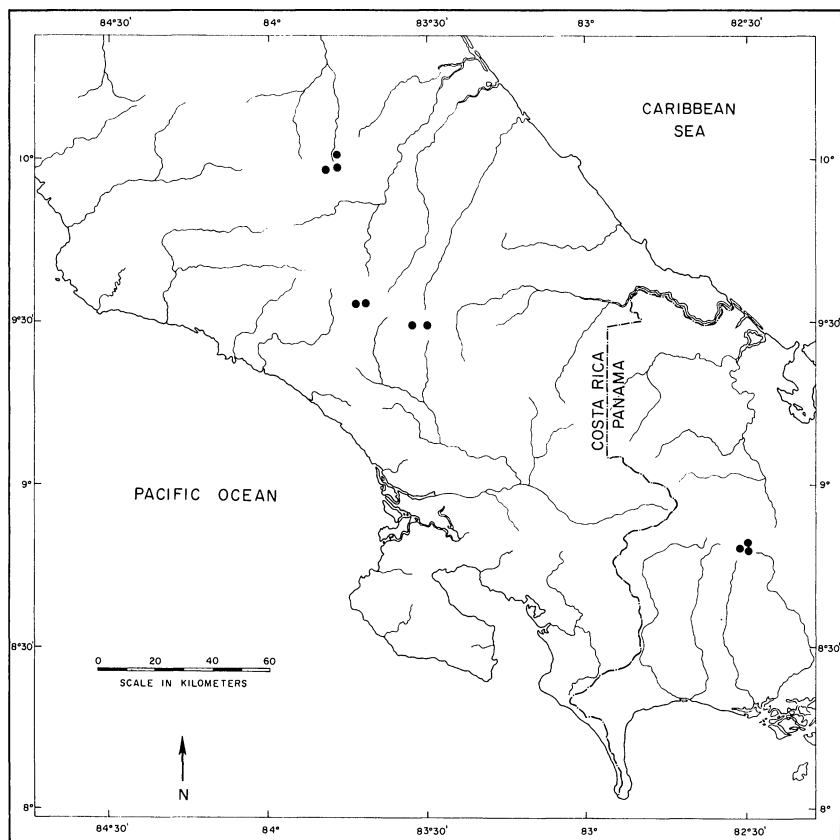 84°30' 84° 83°30' 83° 82°30'
CARIBBEAN
SEA
10° 10°
9°30' 9°30'
COSTA RICA
PANAMA
9° 9°
PACIFIC OCEAN
8°30' 8°30'
0 20 40 60
SCALE IN KILOMETERS
N
8° 8°
84°30' 84° 83°30' 83° 82°30'